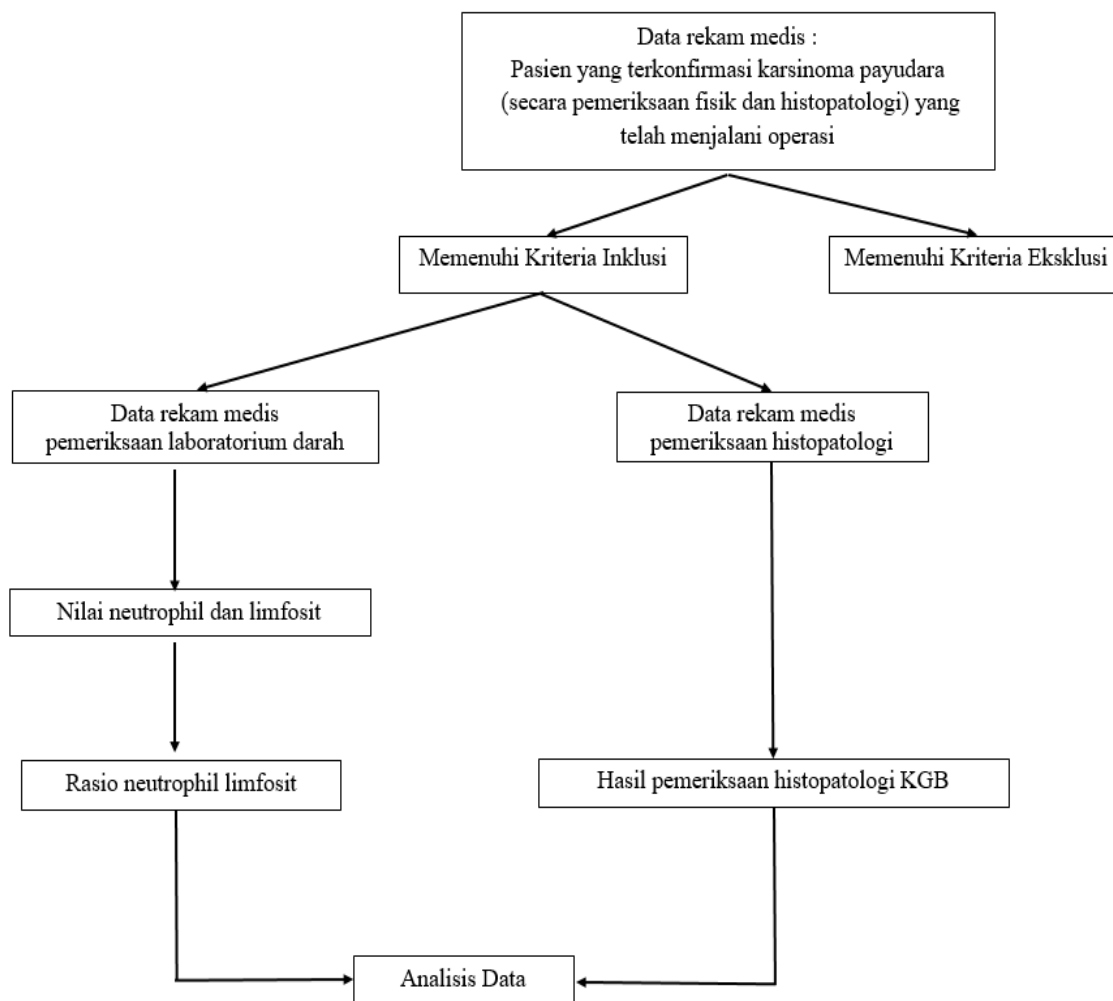 Data rekam medis :
Pasien yang terkonfirmasi karsinoma payudara
(secara pemeriksaan fisik dan histopatologi) yang
telah menjalani operasi
Memenuhi Kriteria Inklusi
Memenuhi Kriteria Eksklusi
Data rekam medis
pemeriksaan laboratorium darah
Data rekam medis
pemeriksaan histopatologi
Nilai neutrophil dan limfosit
Rasio neutrophil limfosit
Hasil pemeriksaan histopatologi KGB
Analisis Data